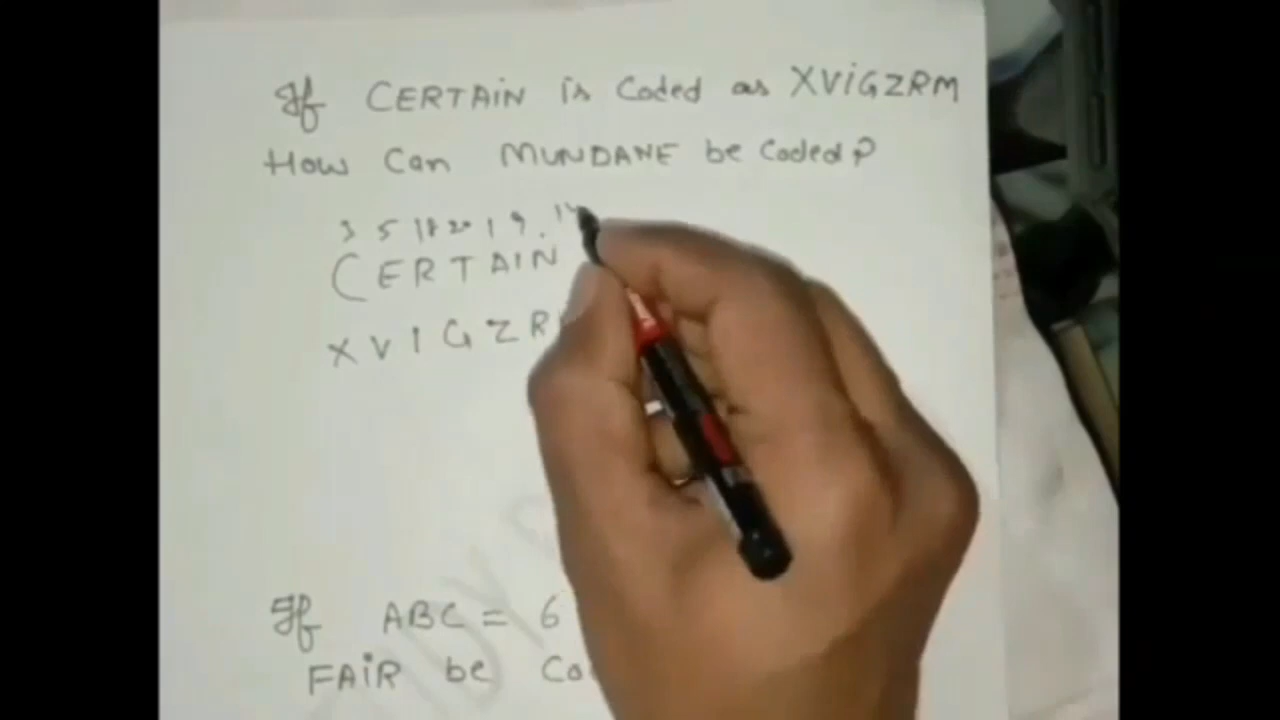 If CERTAIN is Coded as XVIGZRM
How Can MUNDANE be Coded?
3 5 18 20 1 9
CERTAIN
XVIGZR
If ABC = 6
FAIR be